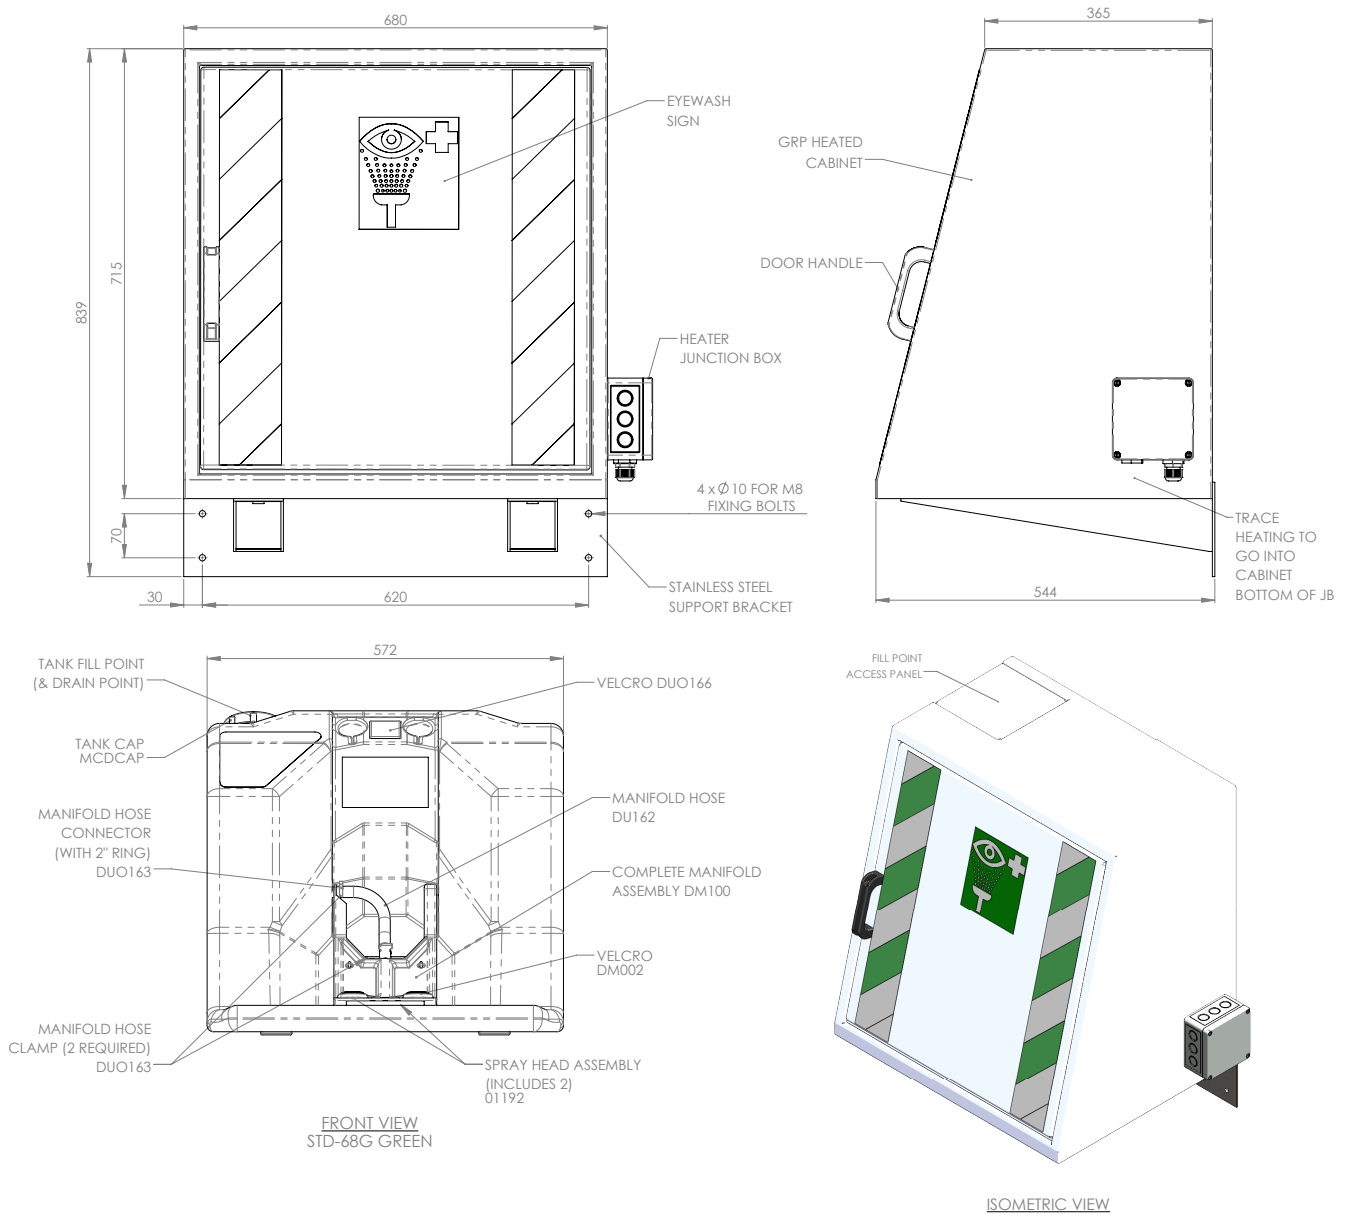 680
365
EYEWASH
SIGN
GRP HEATED
CABINET
DOOR HANDLE
715
839
HEATER
JUNCTION BOX
4 x Ø 10 FOR M8
FIXING BOLTS
70
TRACE
HEATING TO
GO INTO
CABINET
BOTTOM OF JB
STAINLESS STEEL
SUPPORT BRACKET
30
620
544
572
TANK FILL POINT
(& DRAIN POINT)
VELCRO DUO166
FILL POINT
ACCESS PANEL
TANK CAP
MCDCAP
MANIFOLD HOSE
DU162
MANIFOLD HOSE
CONNECTOR
(WITH 2" RING)
DUO163
COMPLETE MANIFOLD
ASSEMBLY DM100
VELCRO
DM002
MANIFOLD HOSE
CLAMP (2 REQUIRED)
DUO163
SPRAY HEAD ASSEMBLY
(INCLUDES 2)
01192
FRONT VIEW
STD-68G GREEN
ISOMETRIC VIEW